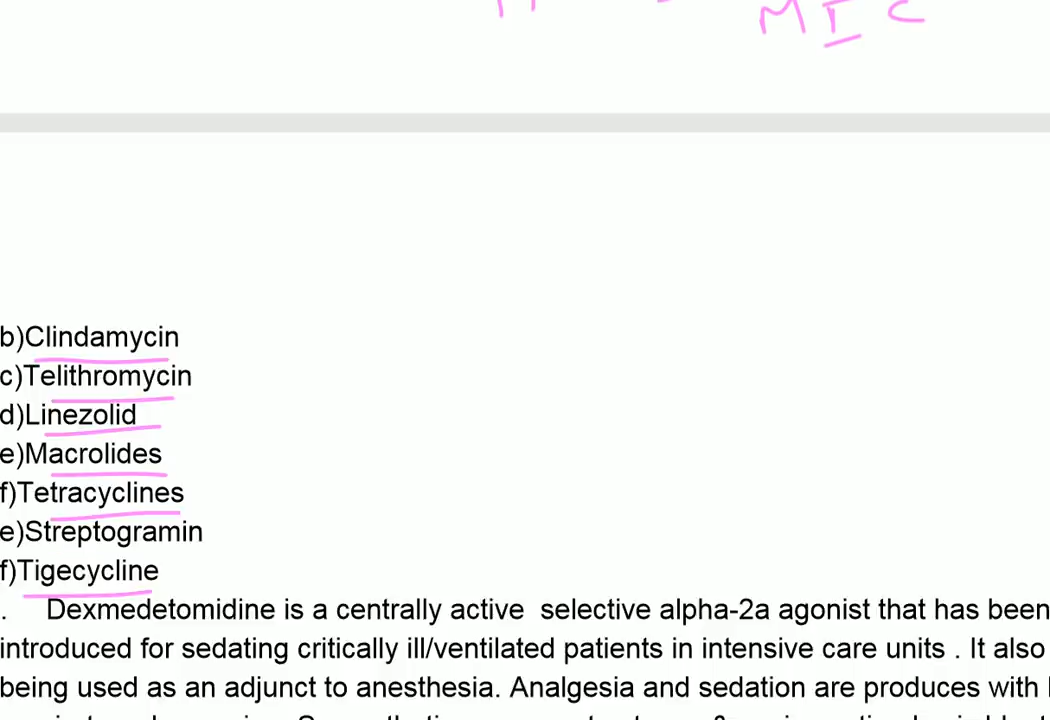 MIC
b)Clindamycin
c)Telithromycin
d)Linezolid
e)Macrolides
f)Tetracyclines
e)Streptogramin
f)Tigecycline
. Dexmedetomidine is a centrally active selective alpha-2a agonist that has been
introduced for sedating critically ill/ventilated patients in intensive care units . It also
being used as an adjunct to anesthesia. Analgesia and sedation are produces with